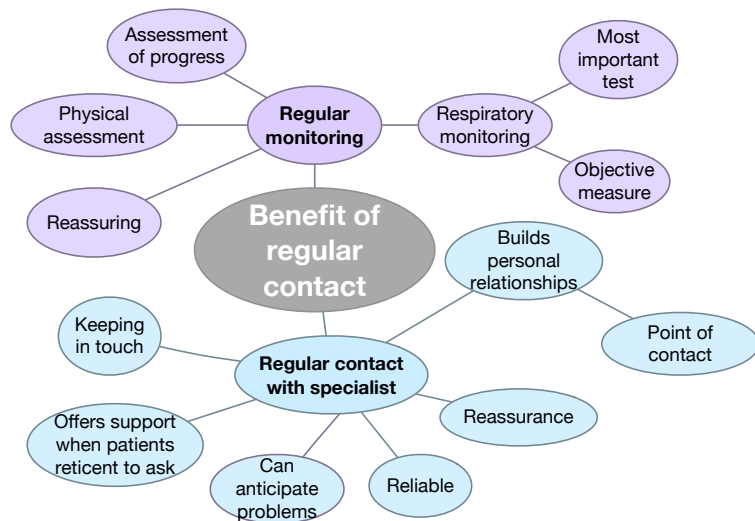 Assessment
of progress
Most
important
test
Physical
assessment
Regular
monitoring
Respiratory
monitoring
Objective
measure
Reassuring
Benefit of
regular
contact
Builds
personal
relationships
Keeping
in touch
Point of
contact
Regular contact
with specialist
Reassurance
Offers support
when patients
reticent to ask
Can
anticipate
problems
Reliable